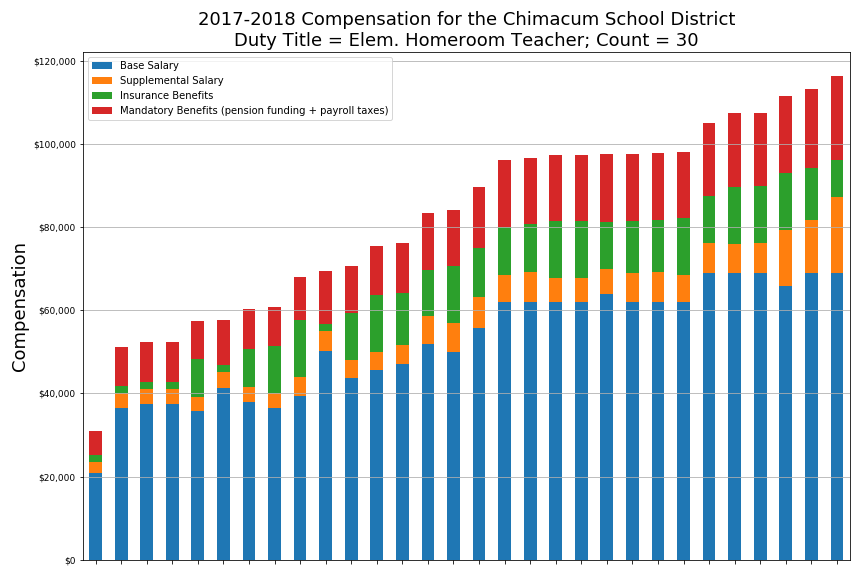 2017-2018 Compensation for the Chimacum School District
Duty Title = Elem. Homeroom Teacher; Count = 30
$120,000
Base Salary
Supplemental Salary
Insurance Benefits
Mandatory Benefits (pension funding + payroll taxes)
$100,000
$80,000
$60,000
$40,000
$20,000
$0
Compensation